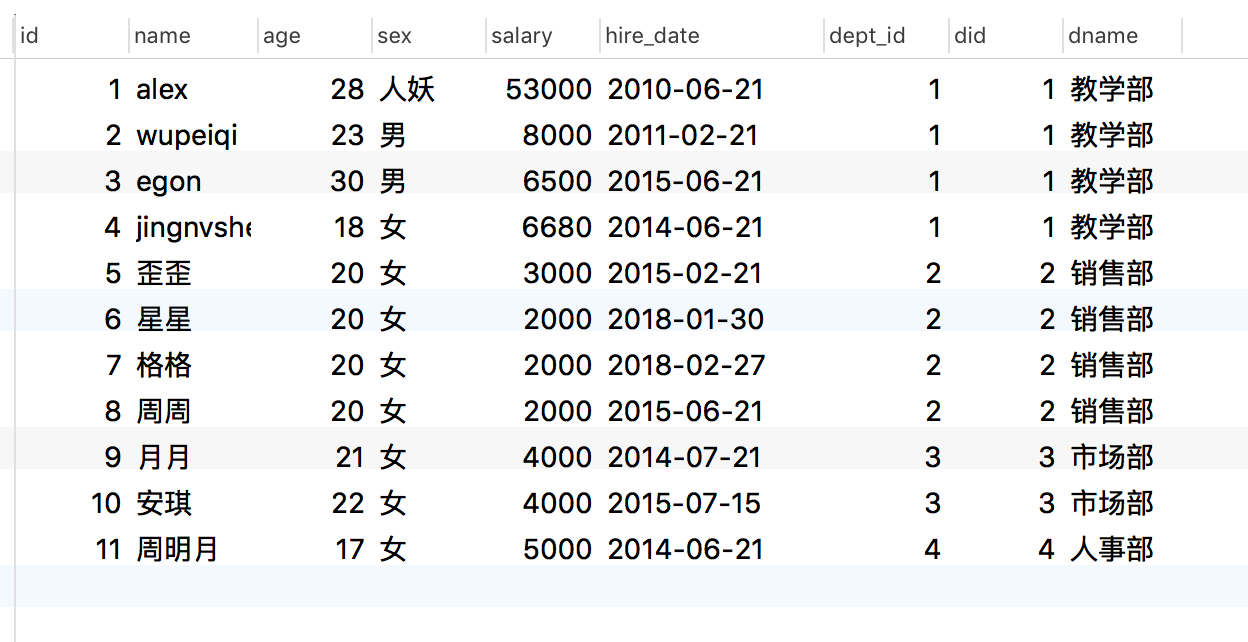 id name age sex salary hire_date dept_id did dname
1 alex 28 人妖 53000 2010-06-21 1 1 教学部
2 wupeiqi 23 男 8000 2011-02-21 1 1 教学部
3 egon 30 男 6500 2015-06-21 1 1 教学部
4 18 女 6680 2014-06-21 1 1 教学部
5 歪歪 20 女 3000 2015-02-21 2 2 销售部
6 星星 20 女 2000 2018-01-30 2 2 销售部
7 格格 20 女 2000 2018-02-27 2 2 销售部
8 周周 20 女 2000 2015-06-21 2 2 销售部
9 月月 21 女 4000 2014-07-21 3 3 市场部
10 安琪 22 女 4000 2015-07-15 3 3 市场部
11 周明月 17 女 5000 2014-06-21 4 4 人事部